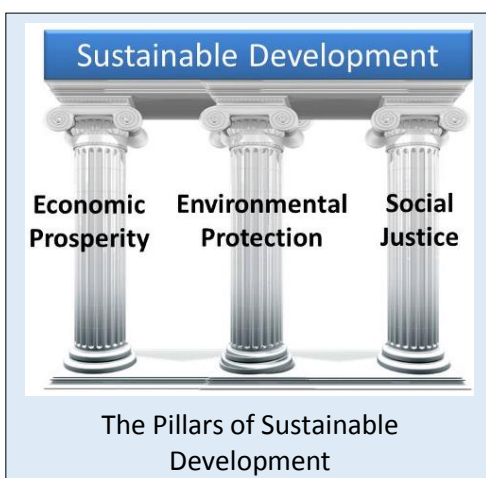 Sustainable Development
Economic
Prosperity
Environmental
Protection
Social
Justice
The Pillars of Sustainable
Development